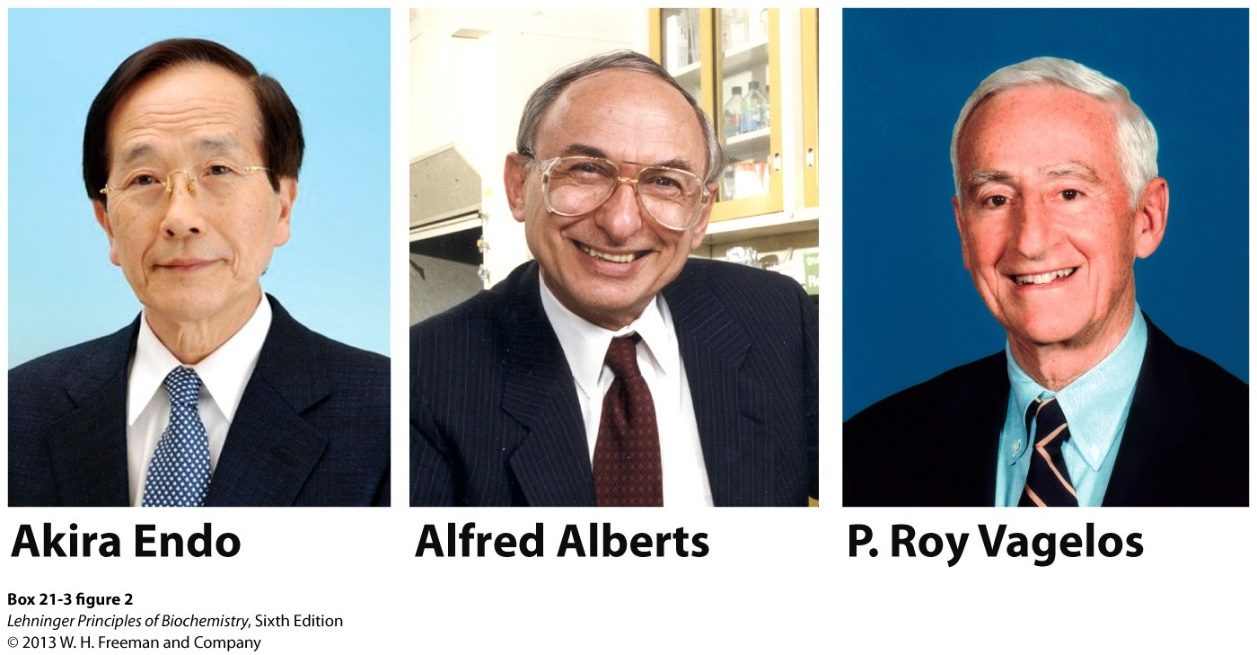 Akira Endo
Alfred Alberts
P. Roy Vagelos
Box 21-3 figure 2
Lehninger Principles of Biochemistry, Sixth Edition
© 2013 W. H. Freeman and Company